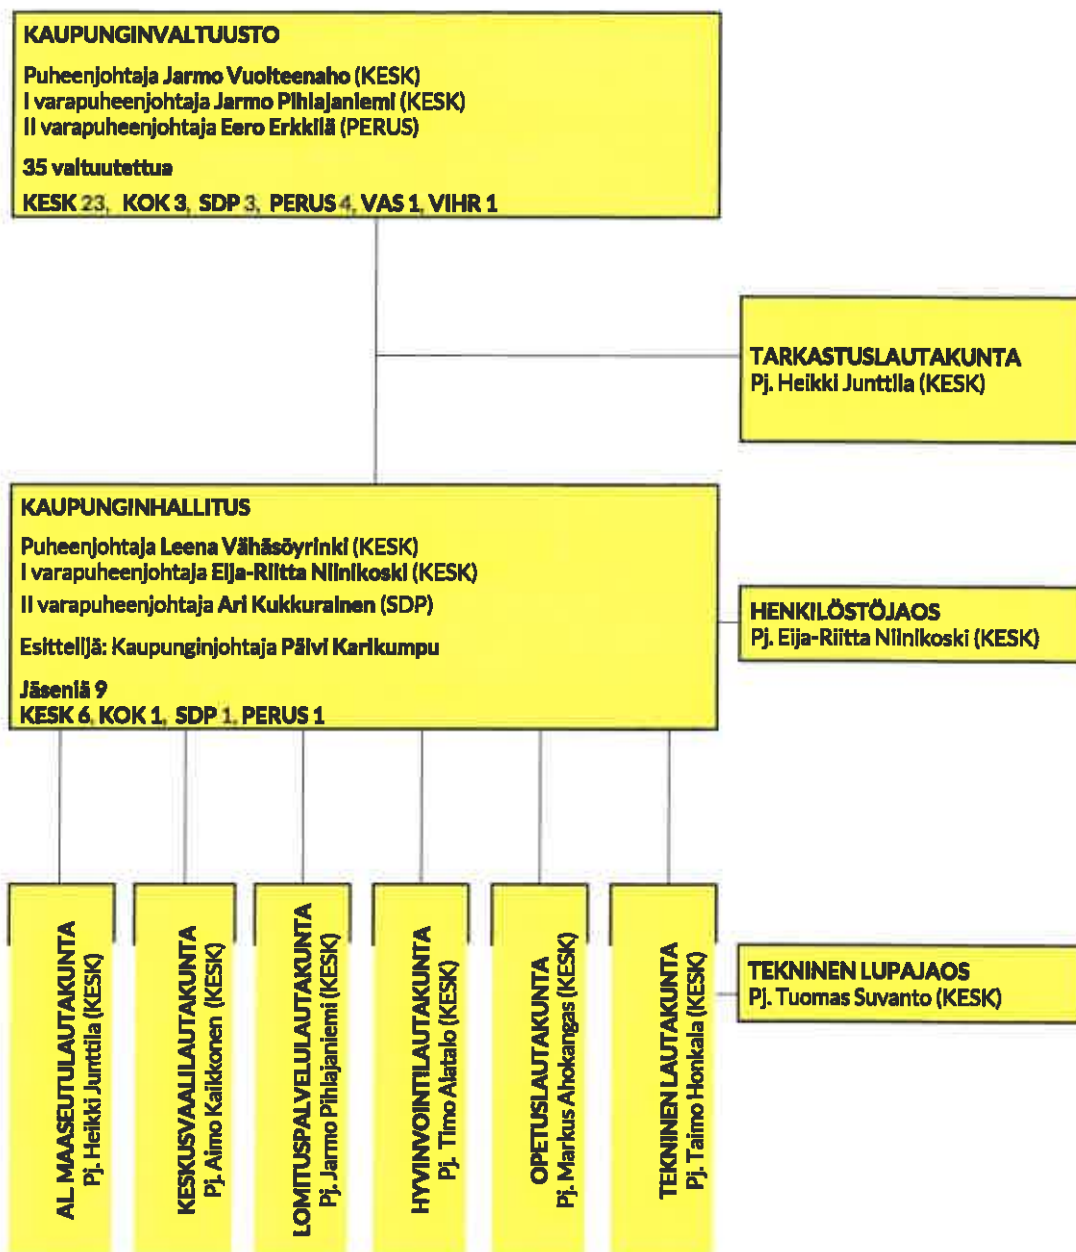 KAUPUNGINVALTUUSTO
Puheenjohtaja Jarmo Vuolteenaho (KESK)
I varapuheenjohtaja Jarmo Pihlajaniemi (KESK)
II varapuheenjohtaja Eero Erkkilä (PERUS)
35 valtuutettua
KESK 23, KOK 3, SDP 3, PERUS 4, VAS 1, VIHR 1
TARKASTUSLAUTAKUNTA
Pj. Heikki Junttila (KESK)
KAUPUNGINHALLITUS
Puheenjohtaja Leena Vähäsöyrinki (KESK)
I varapuheenjohtaja Eija-Riitta Niinikoski (KESK)
II varapuheenjohtaja Ari Kukkurainen (SDP)
Esittelijä: Kaupunginjohtaja Päivi Karikumpu
Jäseniä 9
KESK 6, KOK 1, SDP 1, PERUS 1
HENKILÖSTÖJAOS
Pj. Eija-Riitta Niinikoski (KESK)
AL MAASEUTULAUTAKUNTA
Pj. Heikki Junttila (KESK)
KESKUSVAALILAUTAKUNTA
Pj. Aimo Kaikkonen (KESK)
LOMITUSPALVELULAUTAKUNTA
Pj. Jarmo Pihlajaniemi (KESK)
HYVINVOINTILAUTAKUNTA
Pj. Timo Alatalo (KESK)
OPETUSLAUTAKUNTA
Pj. Markus Ahokangas (KESK)
TEKNINEN LAUTAKUNTA
Pj. Taimo Honkala (KESK)
TEKNINEN LUPAJAOS
Pj. Tuomas Suvanto (KESK)